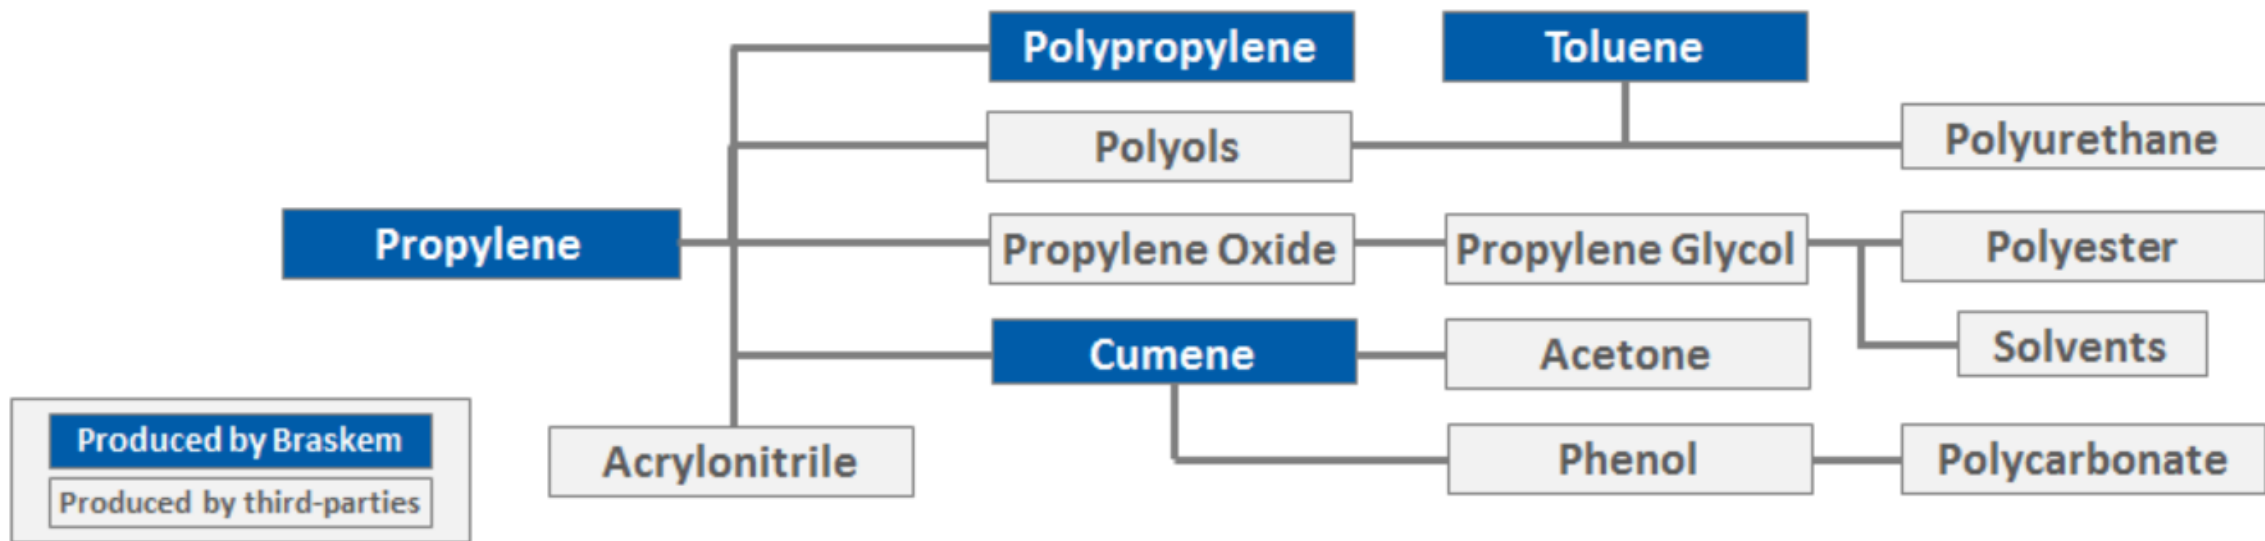 Polypropylene
Toluene
Polyols
Polyurethane
Propylene
Propylene Oxide
Propylene Glycol
Polyester
Cumene
Acetone
Solvents
Produced by Braskem
Acrylonitrile
Phenol
Polycarbonate
Produced by third-parties